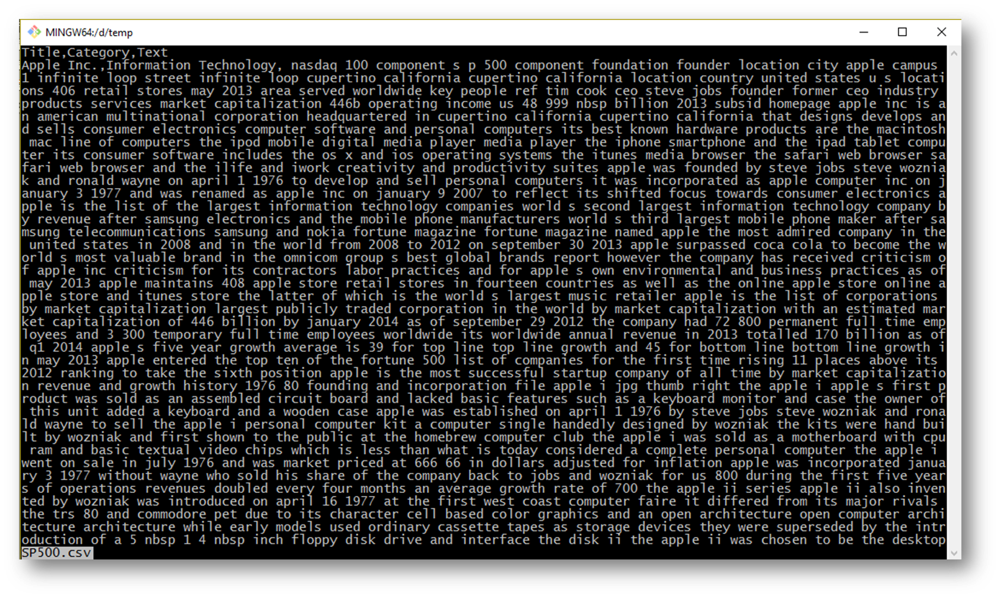 MINGW64:/d/temp
Title,Category,Text
Apple Inc.,Information Technology, nasdaq 100 component s p 500 component foundation founder location city apple campus
1 infinite loop street infinite loop cupertino california cupertino california location country united states u s locati
ons 406 retail stores may 2013 area served worldwide key people ref tim cook ceo steve jobs founder former ceo industry
products services market capitalization 446b operating income us 48 999 nbsp billion 2013 subsid homepage apple inc is a
n american multinational corporation headquartered in cupertino california cupertino california that designs develops an
d sells consumer electronics computer software and personal computers its best known hardware products are the macintosh
 mac line of computers the ipod mobile digital media player media player the iphone smartphone and the ipad tablet compu
ter its consumer software includes the os x and ios operating systems the itunes media browser the safari web browser sa
fari web browser and the ilife and iwork creativity and productivity suites apple was founded by steve jobs steve woznia
k and ronald wayne on april 1 1976 to develop and sell personal computers it was incorporated as apple computer inc on j
anuary 3 1977 and was renamed as apple inc on january 9 2007 to reflect its shifted focus towards consumer electronics a
pple is the list of the largest information technology companies world s second largest information technology company b
y revenue after samsung electronics and the mobile phone manufacturers world s third largest mobile phone maker after sa
msung telecommunications samsung and nokia fortune magazine fortune magazine named apple the most admired company in the
 united states in 2008 and in the world from 2008 to 2012 on september 30 2013 apple surpassed coca cola to become the w
orld s most valuable brand in the omnicom group s best global brands report however the company has received criticism o
f apple inc criticism for its contractors labor practices and for apple s own environmental and business practices as of
 may 2013 apple maintains 408 apple store retail stores in fourteen countries as well as the online apple store online a
pple store and itunes store the latter of which is the world s largest music retailer apple is the list of corporations
by market capitalization largest publicly traded corporation in the world by market capitalization with an estimated mar
ket capitalization of 446 billion by january 2014 as of september 29 2012 the company had 72 800 permanent full time emp
loyees and 3 300 temporary full time employees worldwide its worldwide annual revenue in 2013 totalled 170 billion as of
 q1 2014 apple s five year growth average is 39 for top line top line growth and 45 for bottom line bottom line growth i
n may 2013 apple entered the top ten of the fortune 500 list of companies for the first time rising 11 places above its
2012 ranking to take the sixth position apple is the most successful startup company of all time by market capitalizatio
n revenue and growth history 1976 80 founding and incorporation file apple i jpg thumb right the apple i apple s first p
roduct was sold as an assembled circuit board and lacked basic features such as a keyboard monitor and case the owner of
 this unit added a keyboard and a wooden case apple was established on april 1 1976 by steve jobs steve wozniak and rona
ld wayne to sell the apple i personal computer kit a computer single handedly designed by wozniak the kits were hand bui
lt by wozniak and first shown to the public at the homebrew computer club the apple i was sold as a motherboard with cpu
 ram and basic textual video chips which is less than what is today considered a complete personal computer the apple i
went on sale in july 1976 and was market priced at 666 66 in dollars adjusted for inflation apple was incorporated janua
ry 3 1977 without wayne who sold his share of the company back to jobs and wozniak for us 800 during the first five year
s of operations revenues doubled every four months an average growth rate of 700 the apple ii series apple ii also inven
ted by wozniak was introduced on april 16 1977 at the first west coast computer faire it differed from its major rivals
the trs 80 and commodore pet due to its character cell based color graphics and an open architecture open computer archi
tecture architecture while early models used ordinary cassette tapes as storage devices they were superseded by the intr
oduction of a 5 nbsp 1 4 nbsp inch floppy disk drive and interface the disk ii the apple ii was chosen to be the desktop
SP500.csv